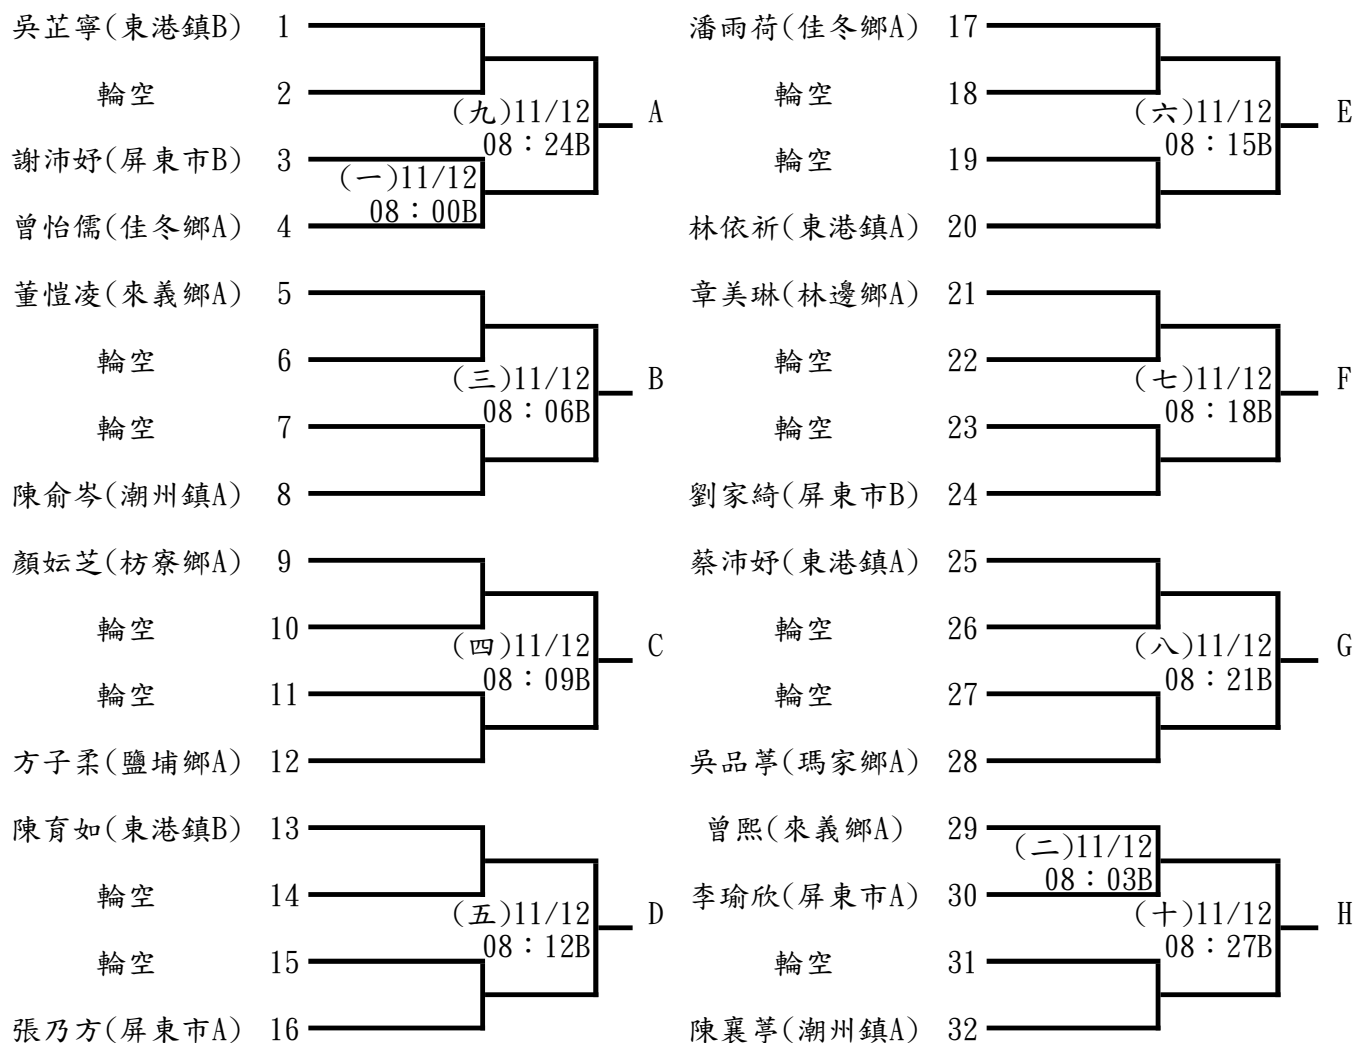 吳芷寧(東港鎮B) 1
輪空 2
(九)11/12 A
08：24B
謝沛妤(屏東市B) 3
(一)11/12
08：00B
曾怡儒(佳冬鄉A) 4
董愷凌(來義鄉A) 5
輪空 6
(三)11/12 B
08：06B
輪空 7
陳俞岑(潮州鎮A) 8
顏妘芝(枋寮鄉A) 9
輪空 10
(四)11/12 C
08：09B
輪空 11
方子柔(鹽埔鄉A) 12
陳育如(東港鎮B) 13
輪空 14
(五)11/12 D
08：12B
輪空 15
張乃方(屏東市A) 16
潘雨荷(佳冬鄉A) 17
輪空 18
(六)11/12 E
08：15B
輪空 19
林依祈(東港鎮A) 20
章美琳(林邊鄉A) 21
輪空 22
(七)11/12 F
08：18B
輪空 23
劉家綺(屏東市B) 24
蔡沛妤(東港鎮A) 25
輪空 26
(八)11/12 G
08：21B
輪空 27
吳品葶(瑪家鄉A) 28
曾熙(來義鄉A) 29
(二)11/12
08：03B
李瑜欣(屏東市A) 30
(十)11/12 H
08：27B
輪空 31
陳襄葶(潮州鎮A) 32